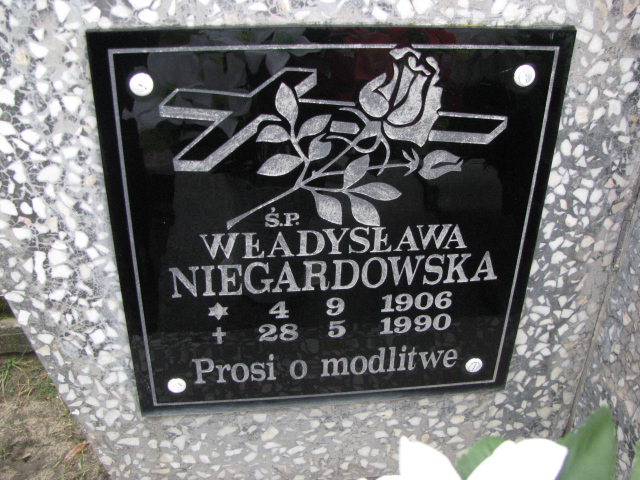 Ś.P.
WŁADYSŁAWA
NIEGARDOWSKA
✶ 4 9 1906
✝ 28 5 1990
Prosi o modlitwe